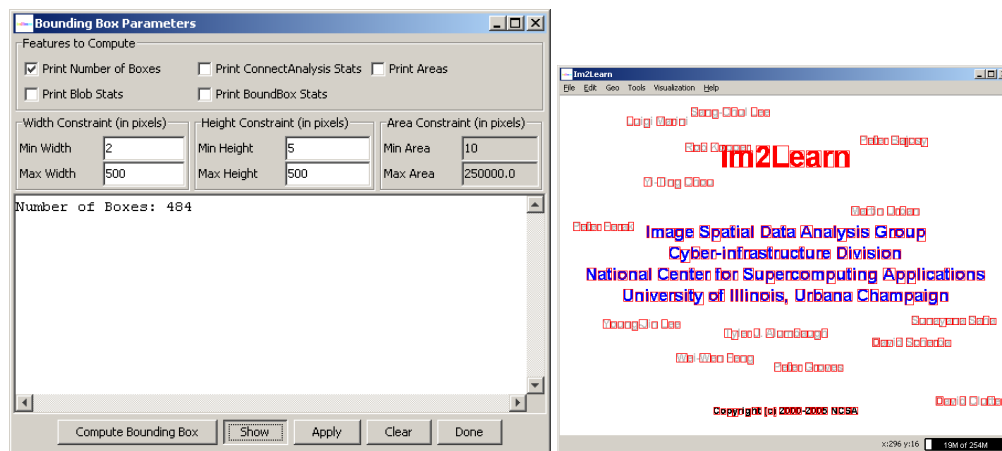 Bounding Box Parameters
Features to Compute
Print Number of Boxes
Print ConnectAnalysis Stats
Print Areas
Print Blob Stats
Print BoundBox Stats
Width Constraint (in pixels)
Height Constraint (in pixels)
Area Constraint (in pixels)
Min Width
2
Min Height
5
Min Area
10
Max Width
500
Max Height
500
Max Area
250000.0
Number of Boxes: 484
Compute Bounding Box
Show
Apply
Clear
Done
Im2Learn
File Edit Geo Tools Visualization Help
Im2Learn
Image Spatial Data Analysis Group
Cyber-infrastructure Division
National Center for Supercomputing Applications
University of Illinois, Urbana Champaign
Peter Groves
Copyright (c) 2000-2005 NCSA
x:296 y:16
19M of 254M